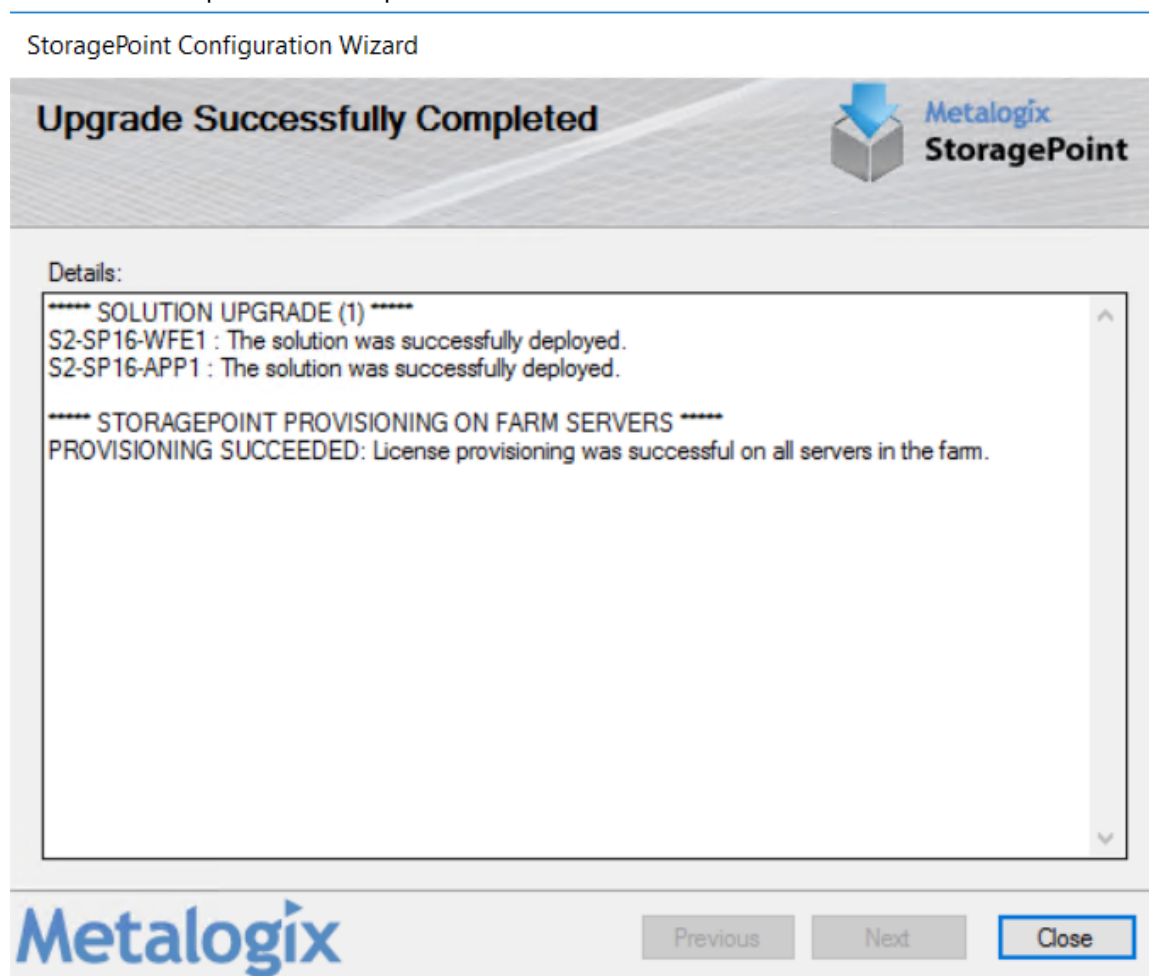 StoragePoint Configuration Wizard
Upgrade Successfully Completed
Metalogix
StoragePoint
Details:
***** SOLUTION UPGRADE (1) *****
S2-SP16-WFE1 : The solution was successfully deployed.
S2-SP16-APP1 : The solution was successfully deployed.
***** STORAGEPOINT PROVISIONING ON FARM SERVERS *****
PROVISIONING SUCCEEDED: License provisioning was successful on all servers in the farm.
Metalogix
Previous
Next
Close